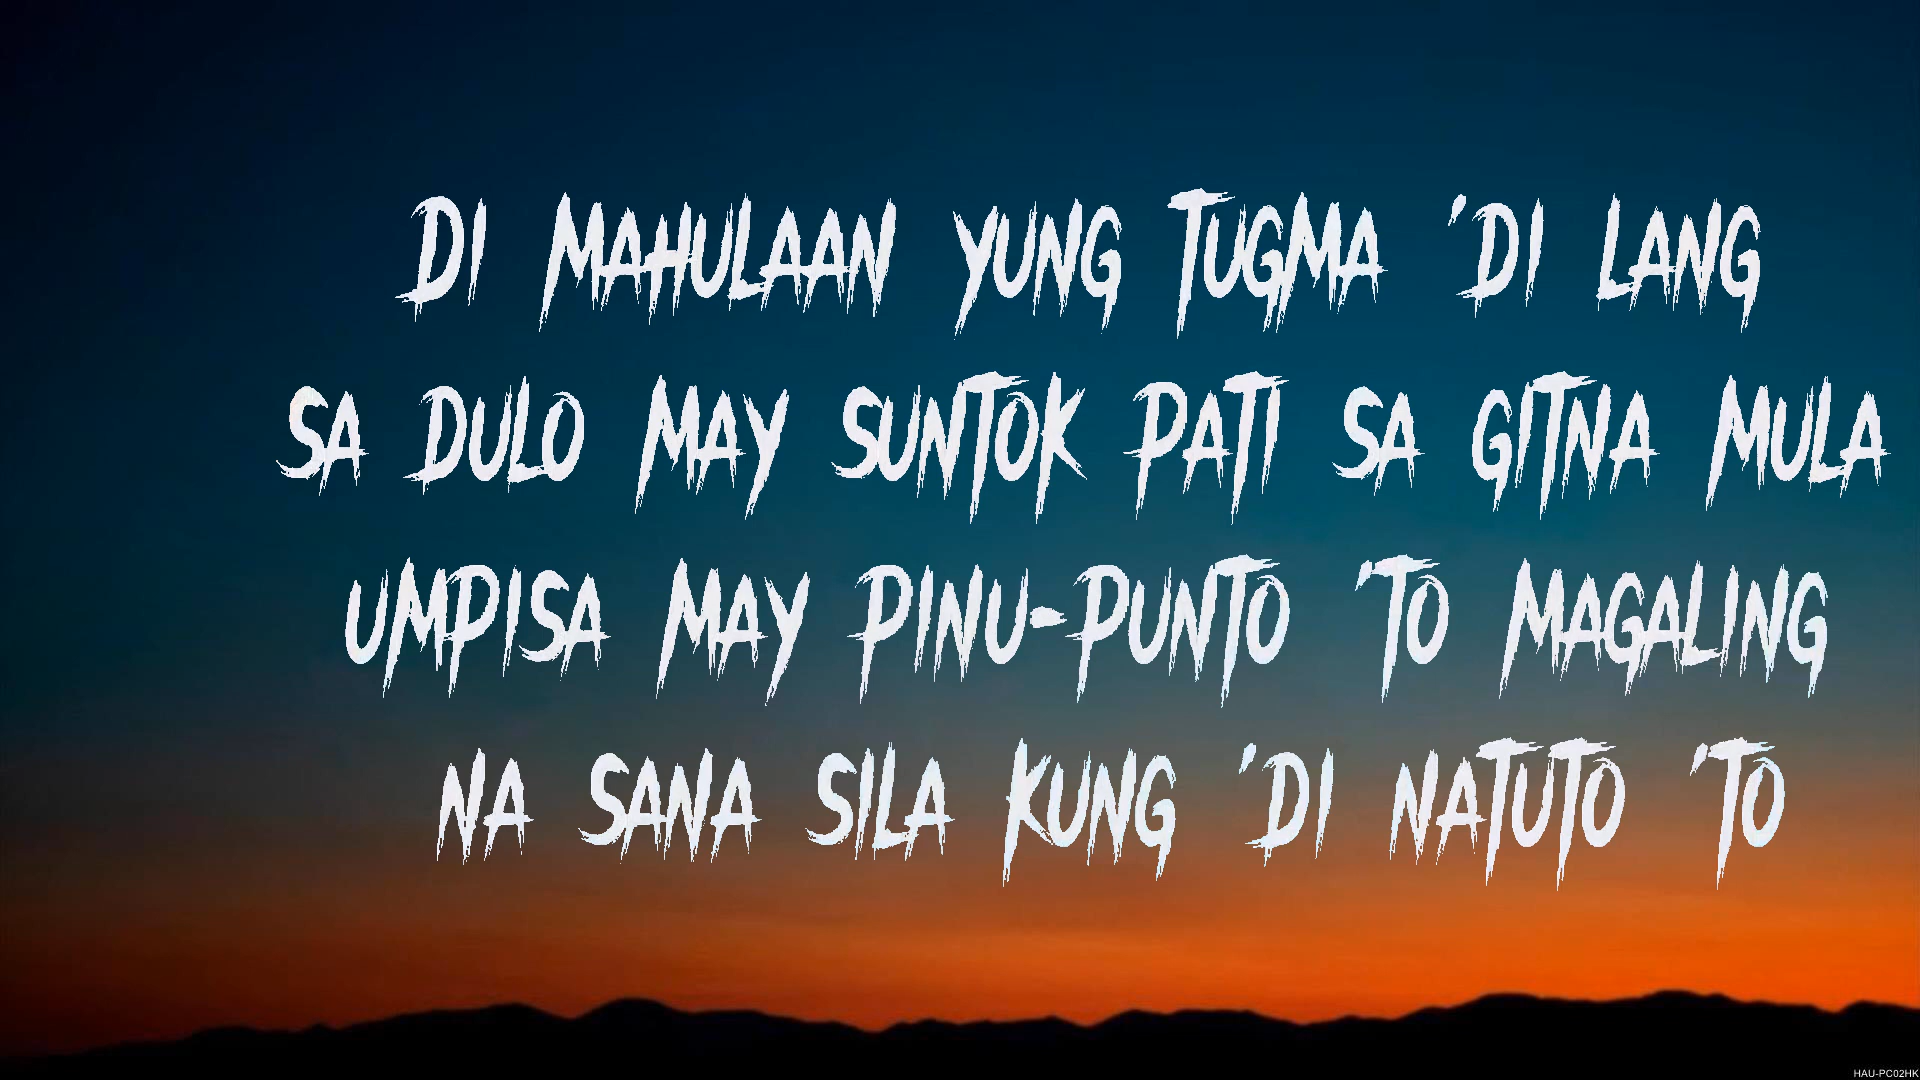 DI MAHULAAN YUNG TUGMA 'DI LANG
SA DULO MAY SUNTOK PATI SA GITNA MULA
UMPISA MAY PINU-PUNTO 'TO MAGALING
NA SANA SILA KUNG 'DI NATUTO 'TO
HAU-PC02HK